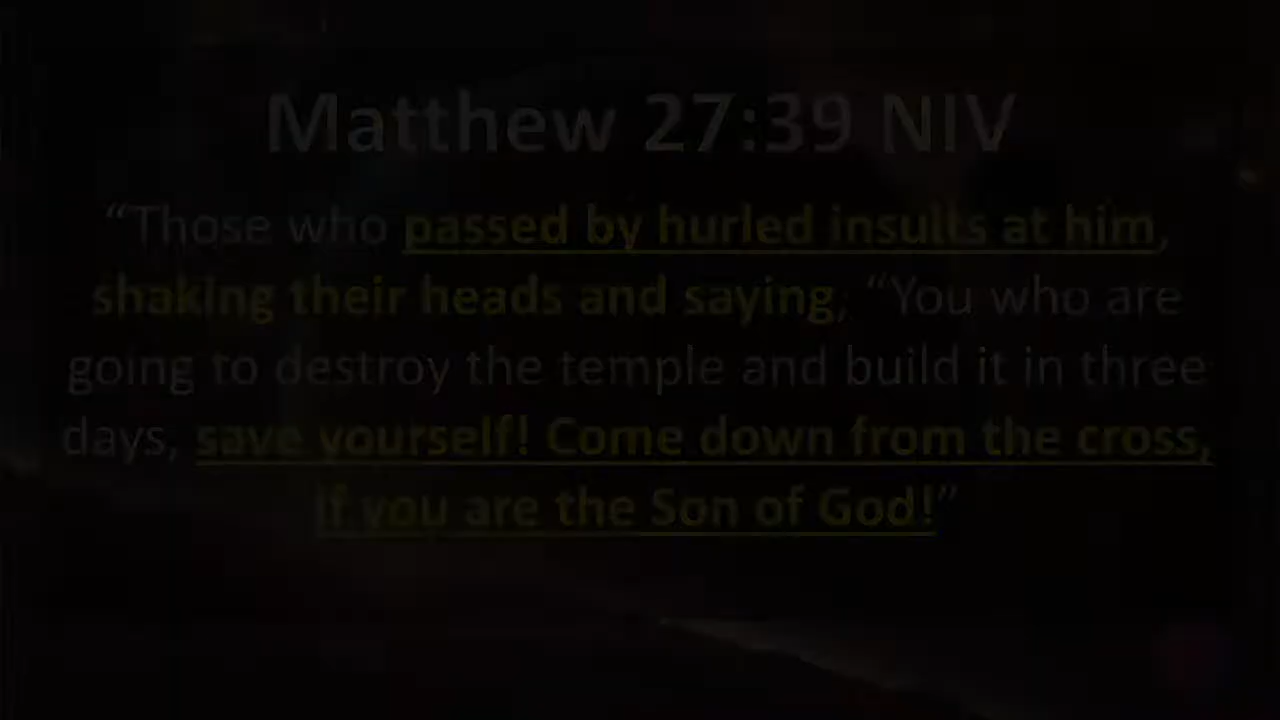 Matthew 27:39 NIV
“Those who passed by hurled insults at him,
shaking their heads and saying, “You who are
going to destroy the temple and build it in three
days, save yourself! Come down from the cross,
if you are the Son of God!”